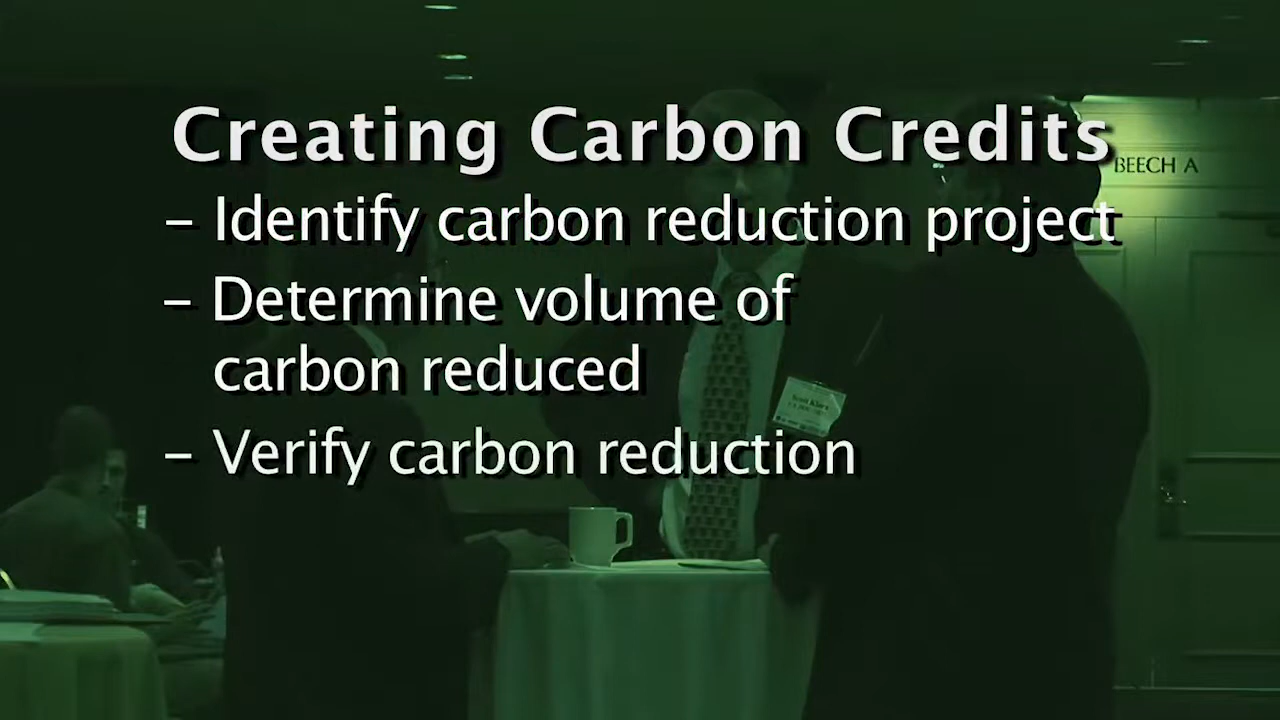 Creating Carbon Credits
– Identify carbon reduction project
BEECH A
– Determine volume of
carbon reduced
– Verify carbon reduction